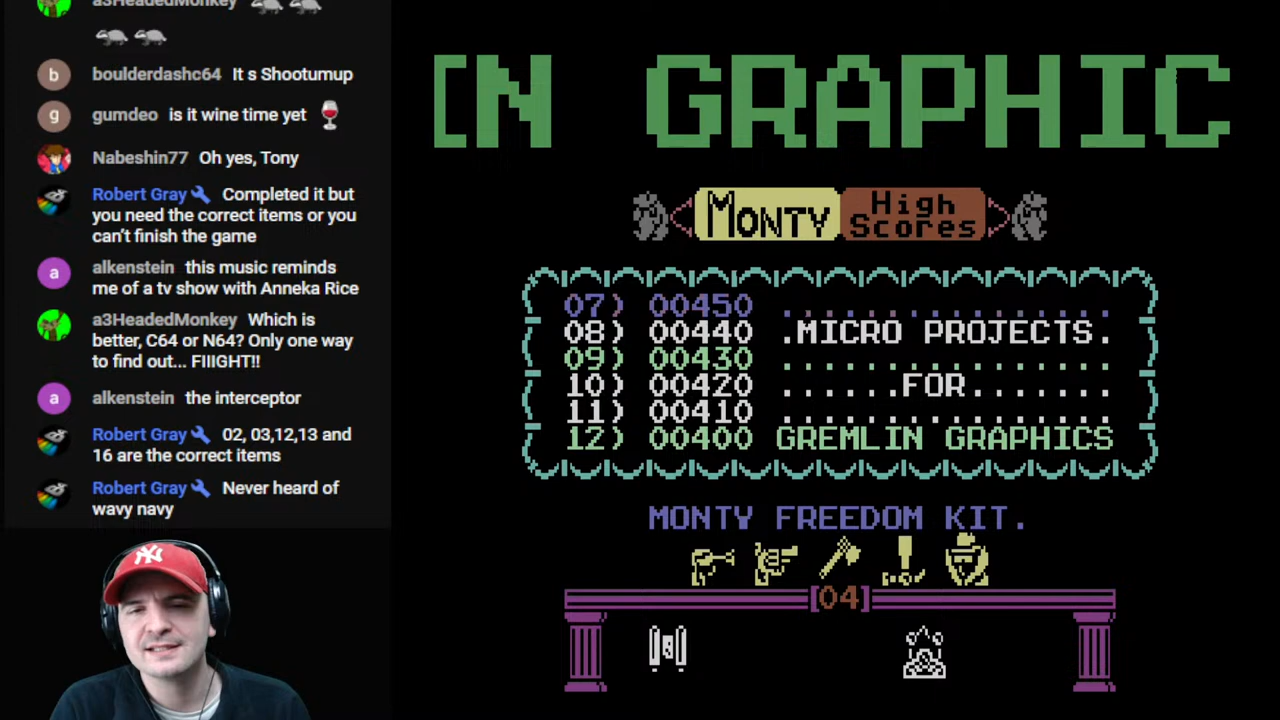 a3HeadedMonkey
boulderdashc64 It s Shootumup
gumdeo is it wine time yet
Nabeshin77 Oh yes, Tony
Robert Gray Completed it but
you need the correct items or you
can't finish the game
alkenstein this music reminds
me of a tv show with Anneka Rice
a3HeadedMonkey Which is
better, C64 or N64? Only one way
to find out... FIIIGHT!!
alkenstein the interceptor
Robert Gray 02, 03,12,13 and
16 are the correct items
Robert Gray Never heard of
wavy navy
[N GRAPHIC
MONTY High
Scores
07) 00450 ................
08) 00440 .MICRO PROJECTS.
09) 00430 ................
10) 00420 ......FOR.......
11) 00410 ................
12) 00400 GREMLIN GRAPHICS
MONTY FREEDOM KIT.
[04]
NY